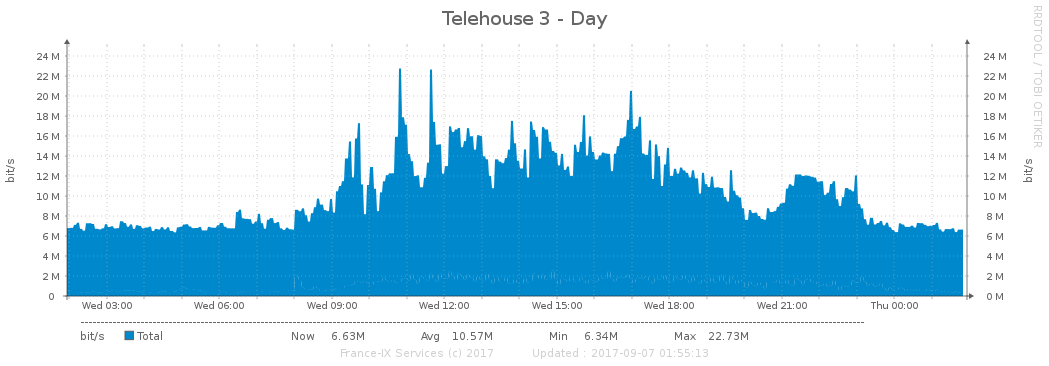 Telehouse 3 - Day
RRDTOOL / TOBI OETIKER
bit/s
24 M
22 M
20 M
18 M
16 M
14 M
12 M
10 M
8 M
6 M
4 M
2 M
0
24 M
22 M
20 M
18 M
16 M
14 M
12 M
10 M
8 M
6 M
4 M
2 M
0 M
bit/s
Wed 03:00 Wed 06:00 Wed 09:00 Wed 12:00 Wed 15:00 Wed 18:00 Wed 21:00 Thu 00:00
bit/s Total Now 6.63M Avg 10.57M Min 6.34M Max 22.73M
France-IX Services (c) 2017 Updated : 2017-09-07 01:55:13